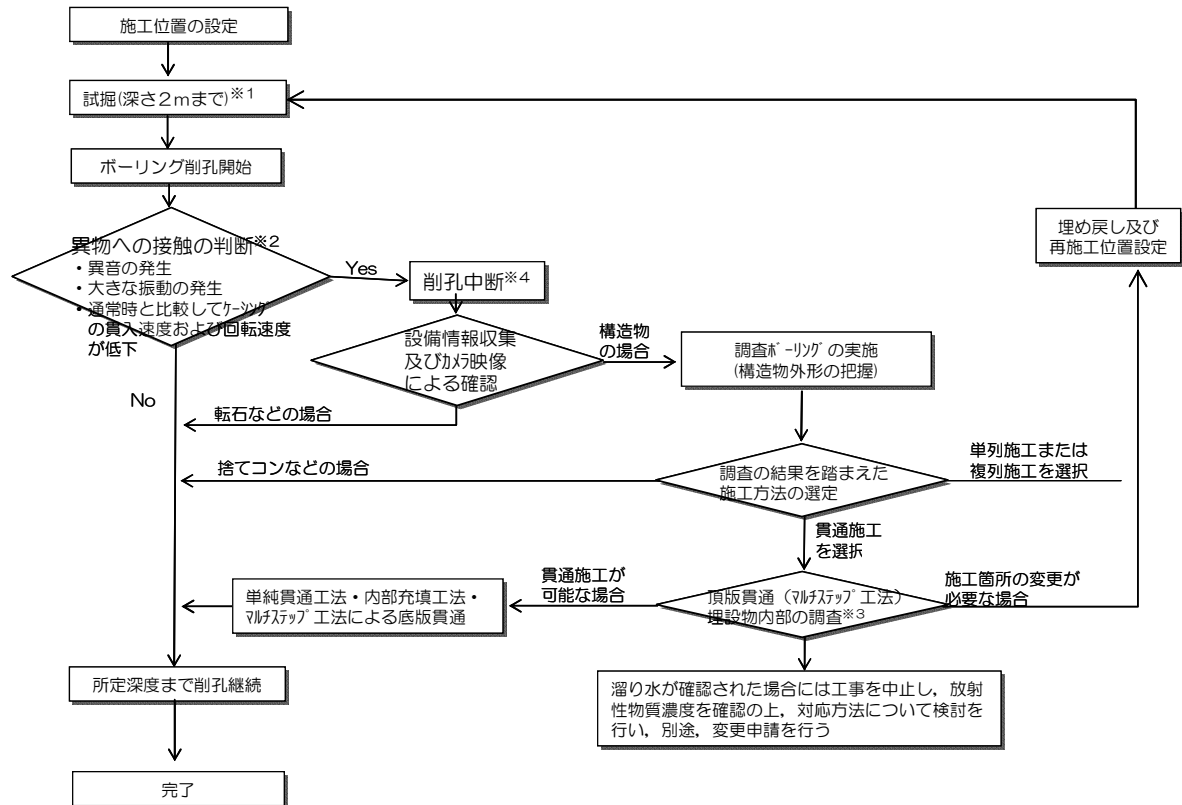 施工位置の設定
試掘(深さ2mまで)※1
ボーリング削孔開始
異物への接触の判断※2
・異音の発生
・大きな振動の発生
・通常時と比較してｹｰｼﾝｸﾞ
の貫入速度および回転速度
が低下
Yes
No
削孔中断※4
設備情報収集
及びｶﾒﾗ映像
による確認
構造物
の場合
転石などの場合
調査ﾎﾞｰﾘﾝｸﾞの実施
(構造物外形の把握)
埋め戻し及び
再施工位置設定
捨てコンなどの場合
調査の結果を踏まえた
施工方法の選定
単列施工または
複列施工を選択
貫通施工
を選択
単純貫通工法・内部充填工法・
ﾏﾙﾁｽﾃｯﾌﾟ工法による底版貫通
貫通施工が
可能な場合
頂版貫通（ﾏﾙﾁｽﾃｯﾌﾟ工法）
埋設物内部の調査※3
施工箇所の変更が
必要な場合
所定深度まで削孔継続
溜り水が確認された場合には工事を中止し，放射
性物質濃度を確認の上，対応方法について検討を
行い，別途，変更申請を行う
完了